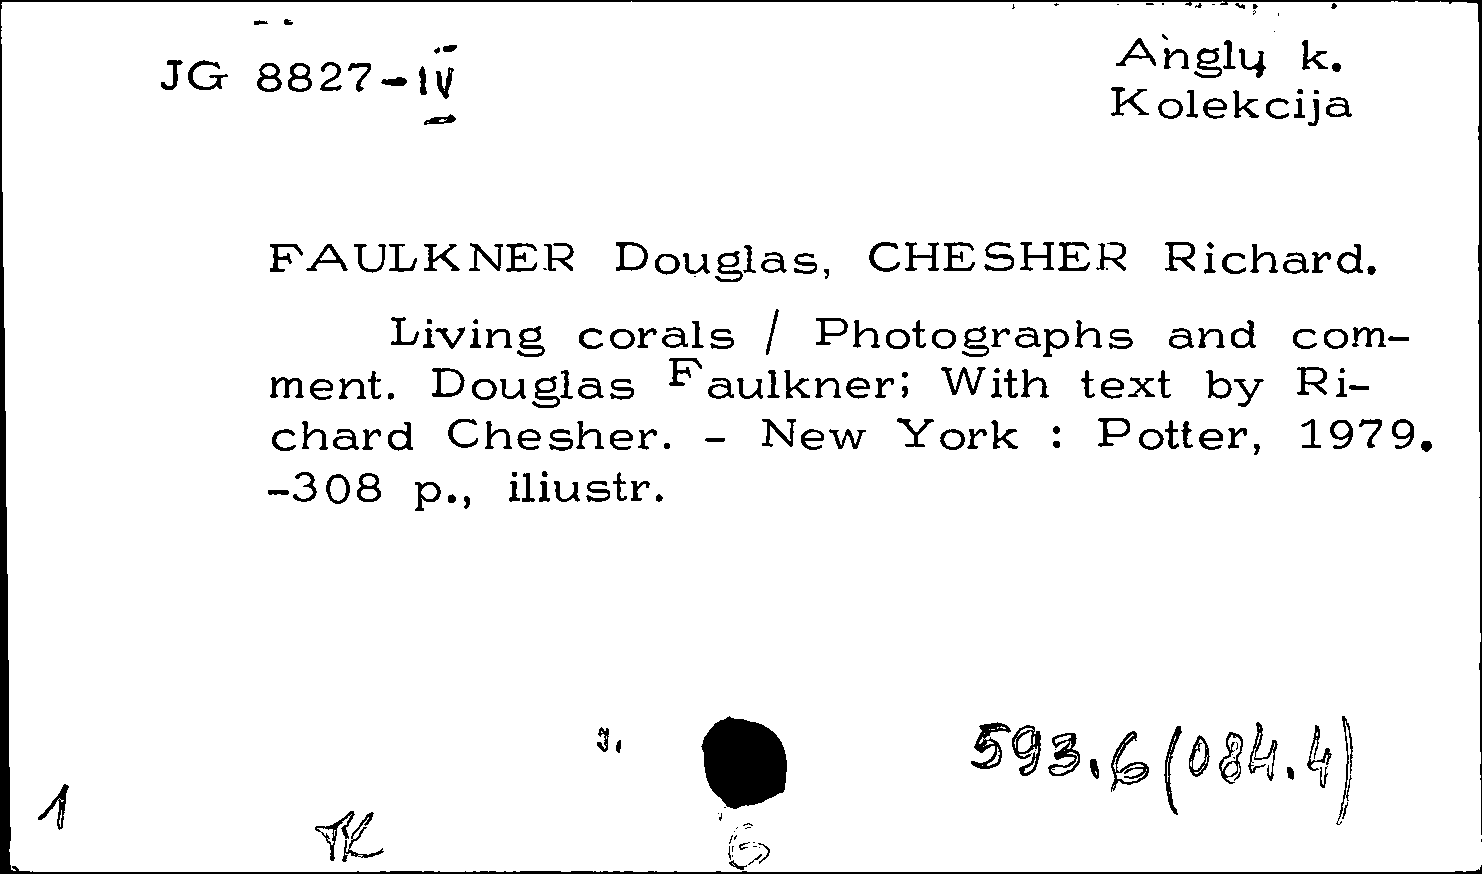 JG 8827-IV
Anglų k.
Kolekcija
FAULKNER Douglas, CHESHER Richard.
Living corals / Photographs and com-
ment. Douglas Faulkner; With text by Ri-
chard Chesher. - New York : Potter, 1979.
-308 p., iliustr.
593.6(084.4)
1
TK
G